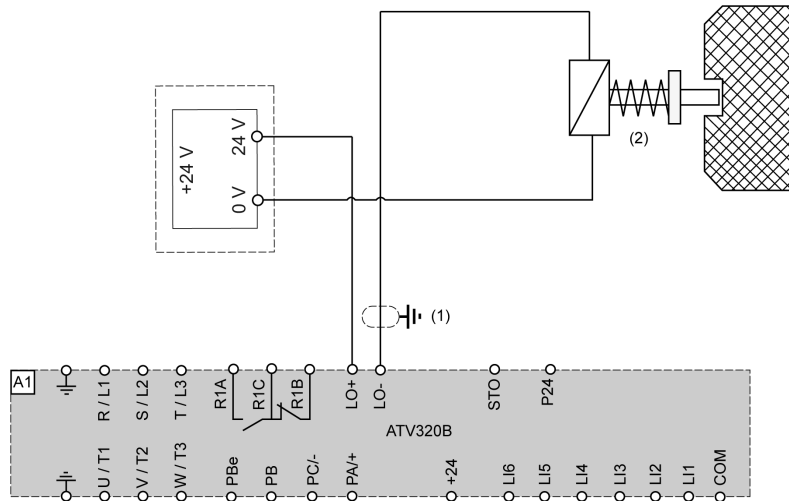 +24 V
24 V
0 V
(2)
(1)
A1
R / L1
S / L2
T / L3
R1A
R1C
R1B
LO+
LO-
STO
P24
ATV320B
U / T1
V / T2
W / T3
PBe
PB
PC/-
PA/+
+24
LI6
LI5
LI4
LI3
LI2
LI1
COM